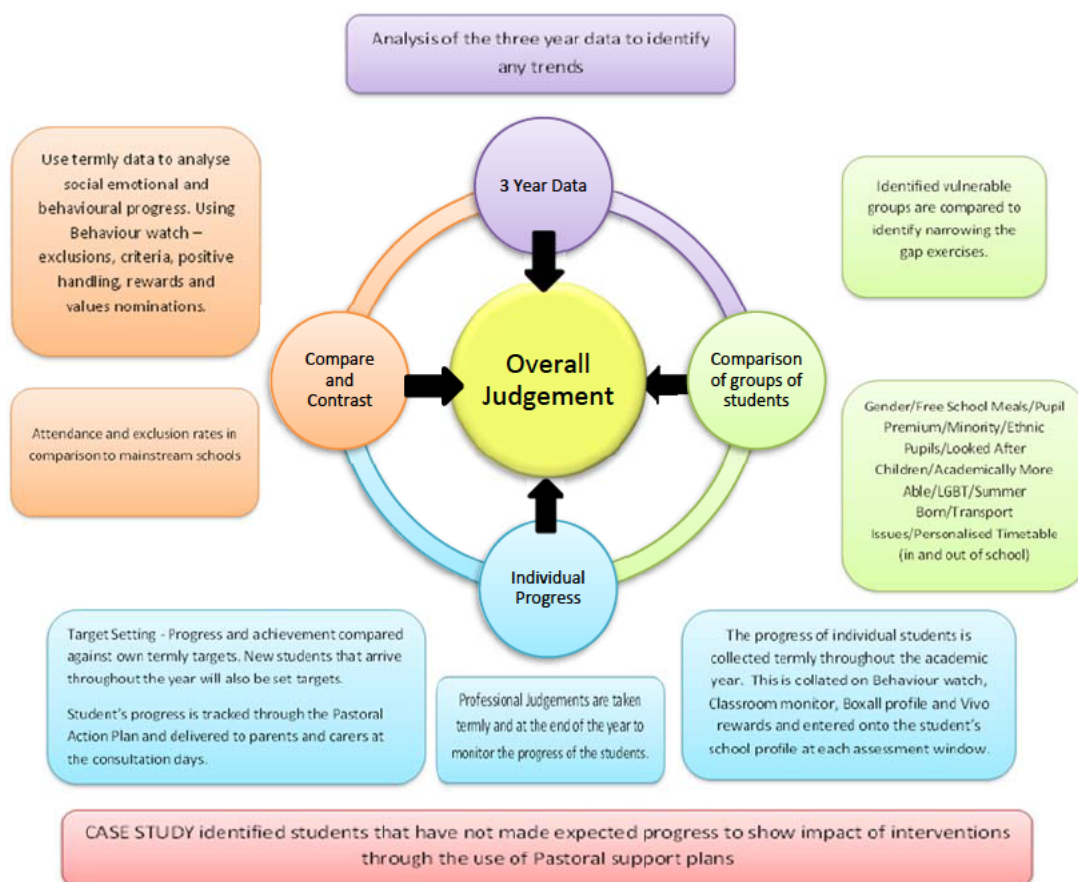 Analysis of the three year data to identify
any trends
Use termly data to analyse
social emotional and
behavioural progress. Using
Behaviour watch –
exclusions, criteria, positive
handling, rewards and
values nominations.
3 Year Data
Identified vulnerable
groups are compared to
identify narrowing the
gap exercises.
Compare
and
Contrast
Overall
Judgement
Comparison
of groups of
students
Attendance and exclusion rates in
comparison to mainstream schools
Gender/Free School Meals/Pupil
Premium/Minority/Ethnic
Pupils/Looked After
Children/Academically More
Able/LGBT/Summer
Born/Transport
Issues/Personalised Timetable
(in and out of school)
Individual
Progress
Target Setting - Progress and achievement compared
against own termly targets. New students that arrive
throughout the year will also be set targets.
Student's progress is tracked through the Pastoral
Action Plan and delivered to parents and carers at
the consultation days.
Professional Judgements are taken
termly and at the end of the year to
monitor the progress of the students.
The progress of individual students is
collected termly throughout the academic
year. This is collated on Behaviour watch,
Classroom monitor, Boxall profile and Vivo
rewards and entered onto the student's
school profile at each assessment window.
CASE STUDY identified students that have not made expected progress to show impact of interventions
through the use of Pastoral support plans